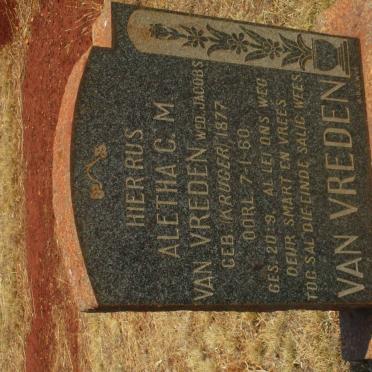 HIER RUS
ALETHA C. M.
VAN VREDEN WED. JACOBS
GEB. (KRUGER) 1877
OORL. 7-1-60.
GES. 20:9. AL LEI ONS WEG
DEUR SMART EN VREES
TOG SAL DIE EINDE SALIG WEES
VAN VREDEN